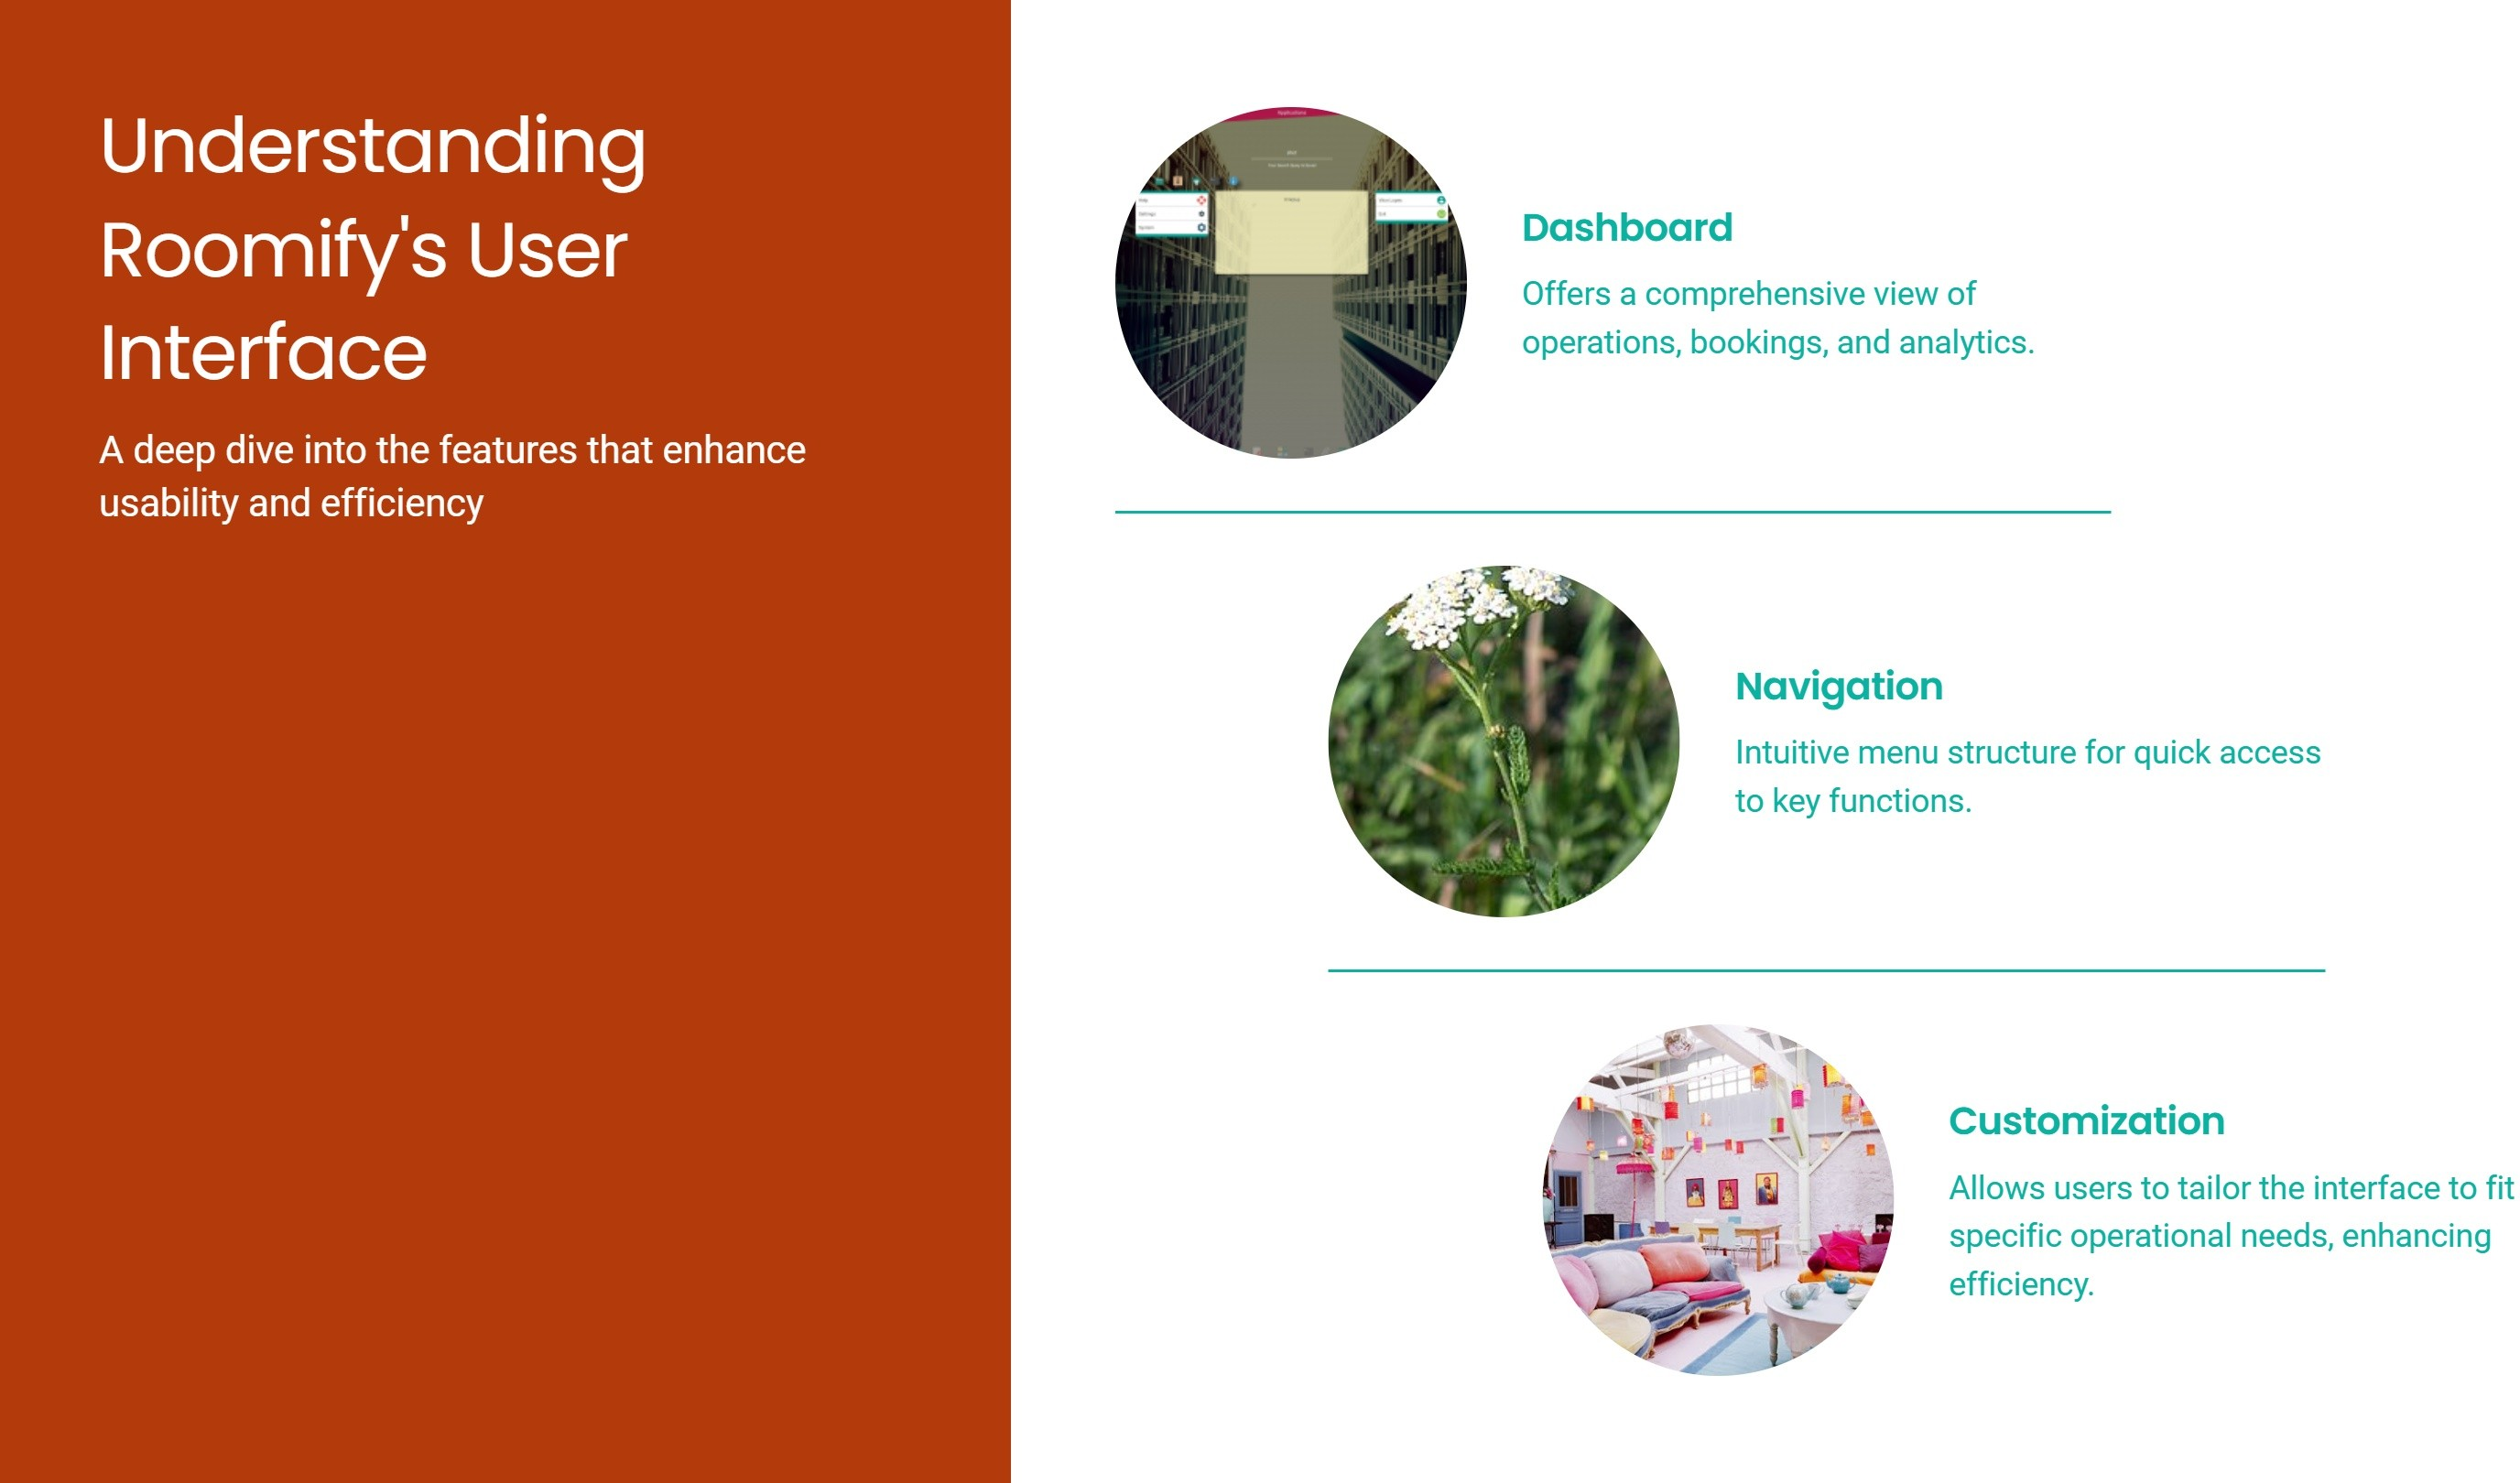 Understanding
Roomify's User
Interface
A deep dive into the features that enhance
usability and efficiency
Applications
Dashboard
Offers a comprehensive view of
operations, bookings, and analytics.
Navigation
Intuitive menu structure for quick access
to key functions.
Customization
Allows users to tailor the interface to fit
specific operational needs, enhancing
efficiency.